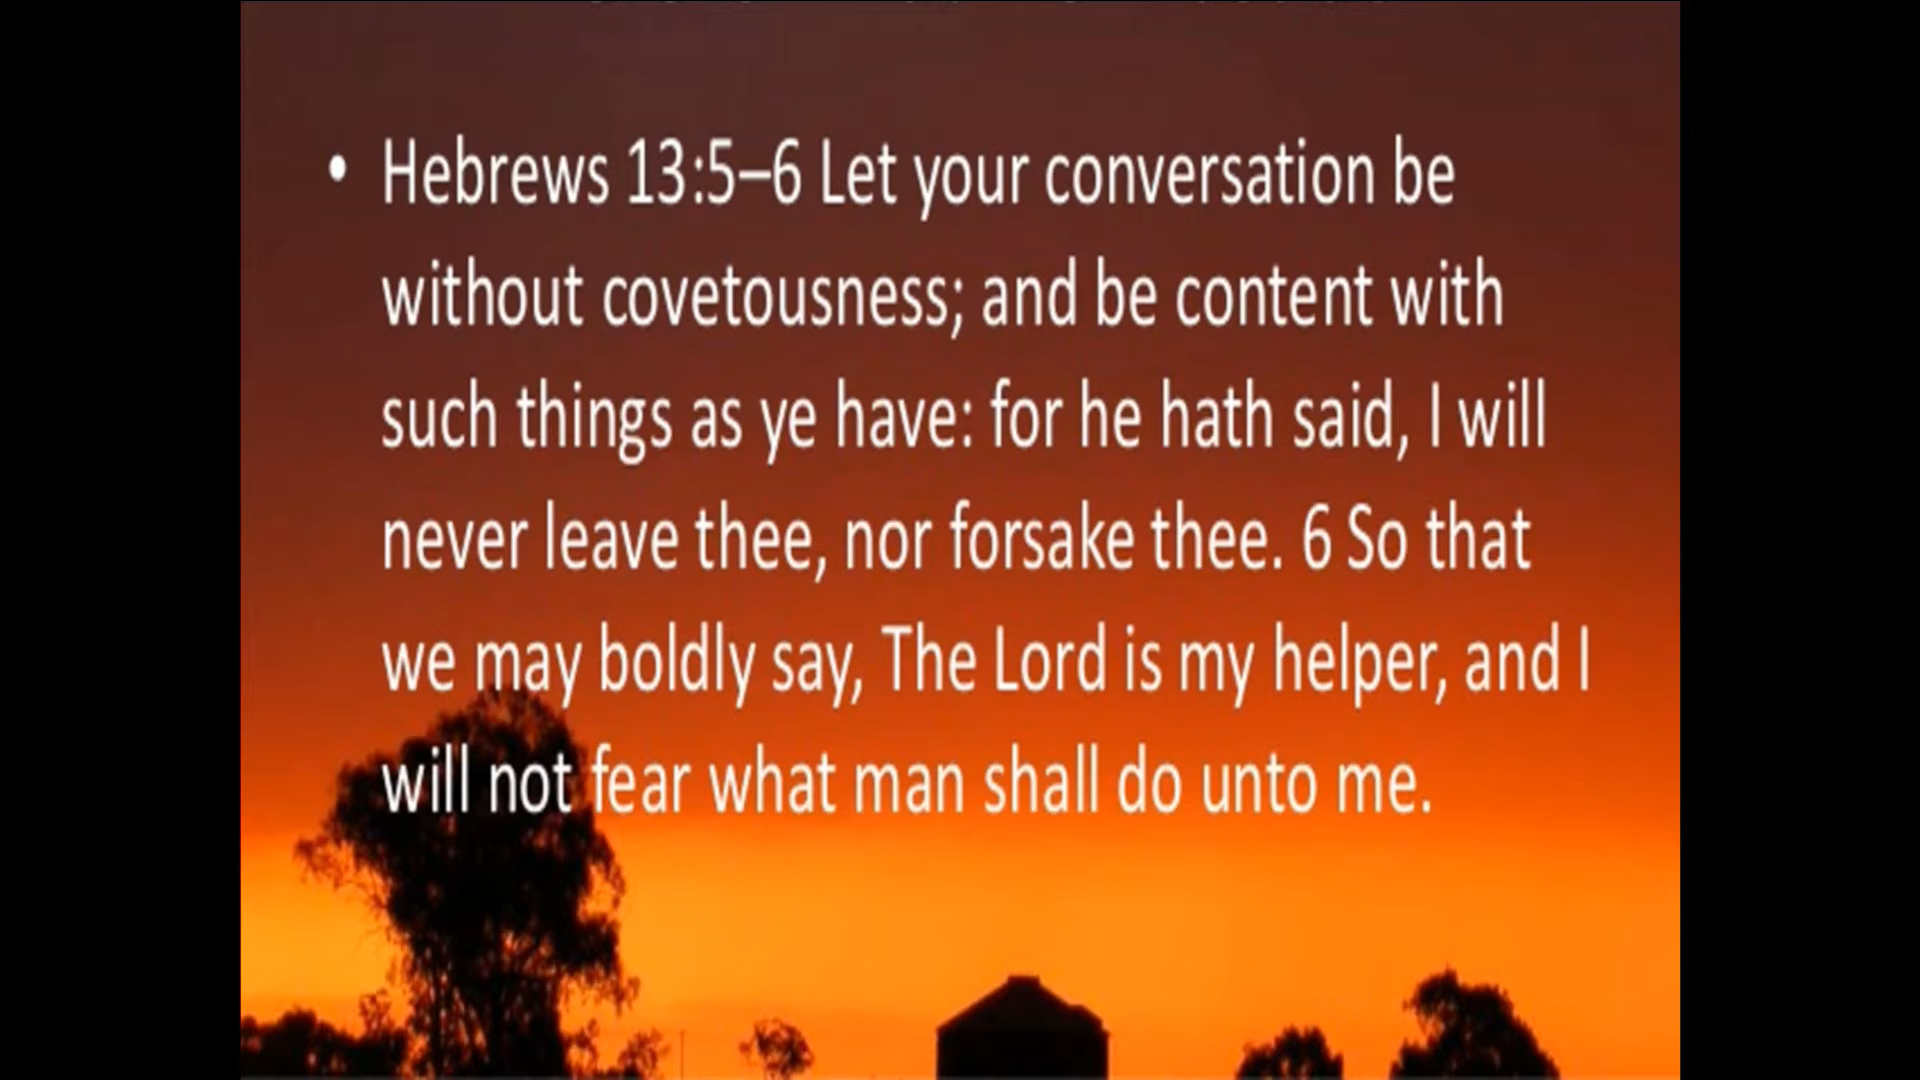 • Hebrews 13:5–6 Let your conversation be
without covetousness; and be content with
such things as ye have: for he hath said, I will
never leave thee, nor forsake thee. 6 So that
we may boldly say, The Lord is my helper, and I
will not fear what man shall do unto me.